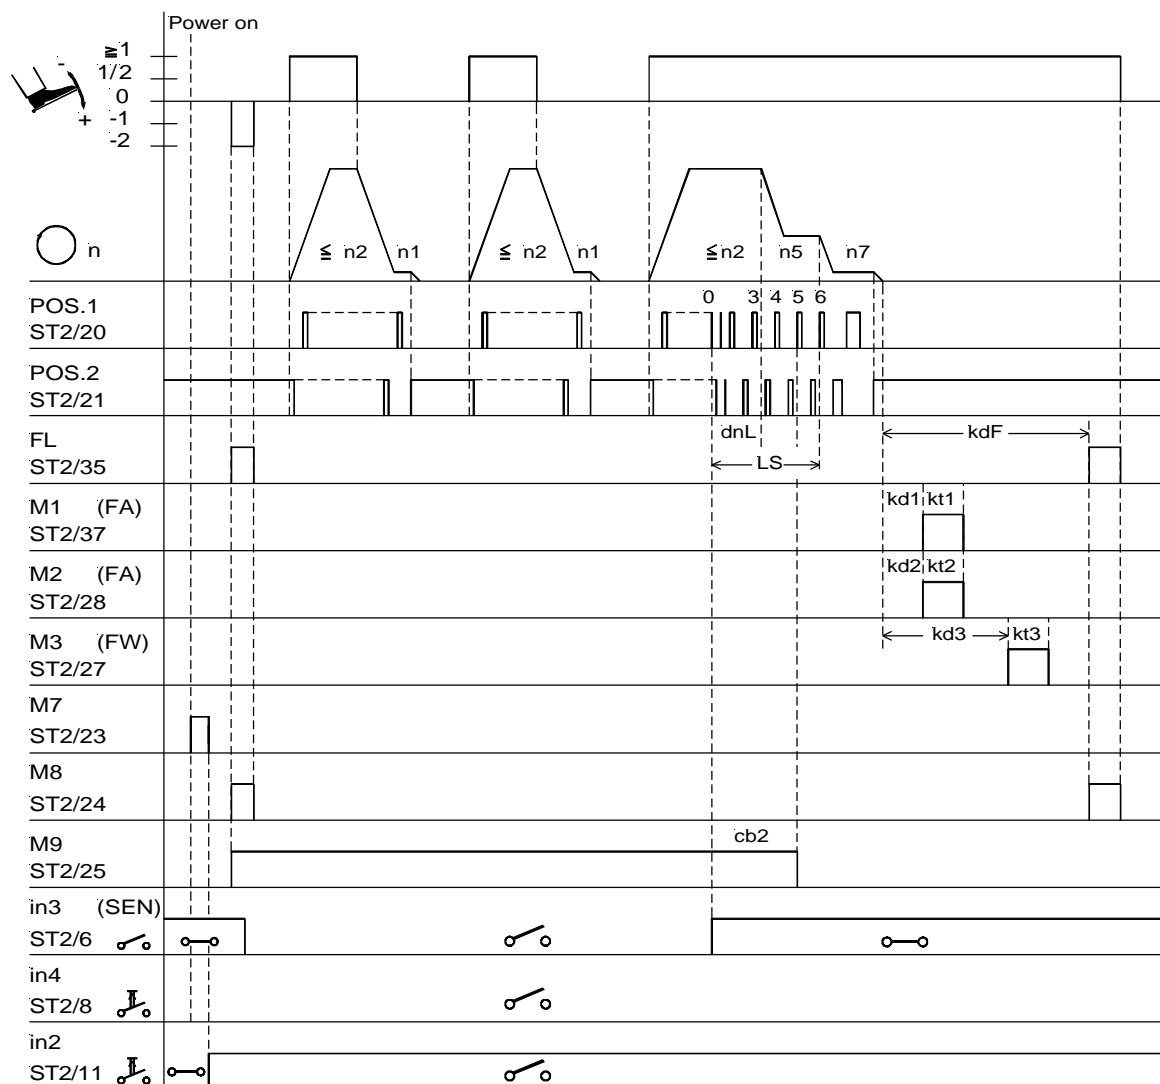 Power on
≧1
1/2
0
-1
-2
-
+
n
≦ n2 n1 ≦ n2 n1 ≦n2 n5 n7
POS.1
ST2/20
0 3 4 5 6
POS.2
ST2/21
FL
ST2/35
dnL
LS
kdF
M1 (FA)
ST2/37
kd1 kt1
M2 (FA)
ST2/28
kd2 kt2
M3 (FW)
ST2/27
kd3 kt3
M7
ST2/23
M8
ST2/24
M9
ST2/25
cb2
in3 (SEN)
ST2/6
in4
ST2/8
in2
ST2/11